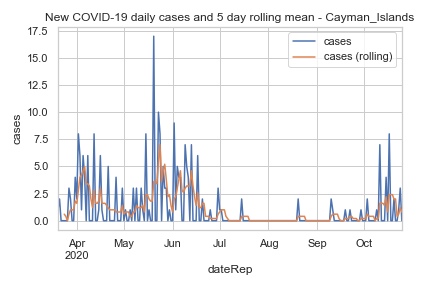 New COVID-19 daily cases and 5 day rolling mean - Cayman_Islands
cases
cases (rolling)
17.5
15.0
12.5
10.0
7.5
5.0
2.5
0.0
cases
Apr May Jun Jul Aug Sep Oct
2020
dateRep